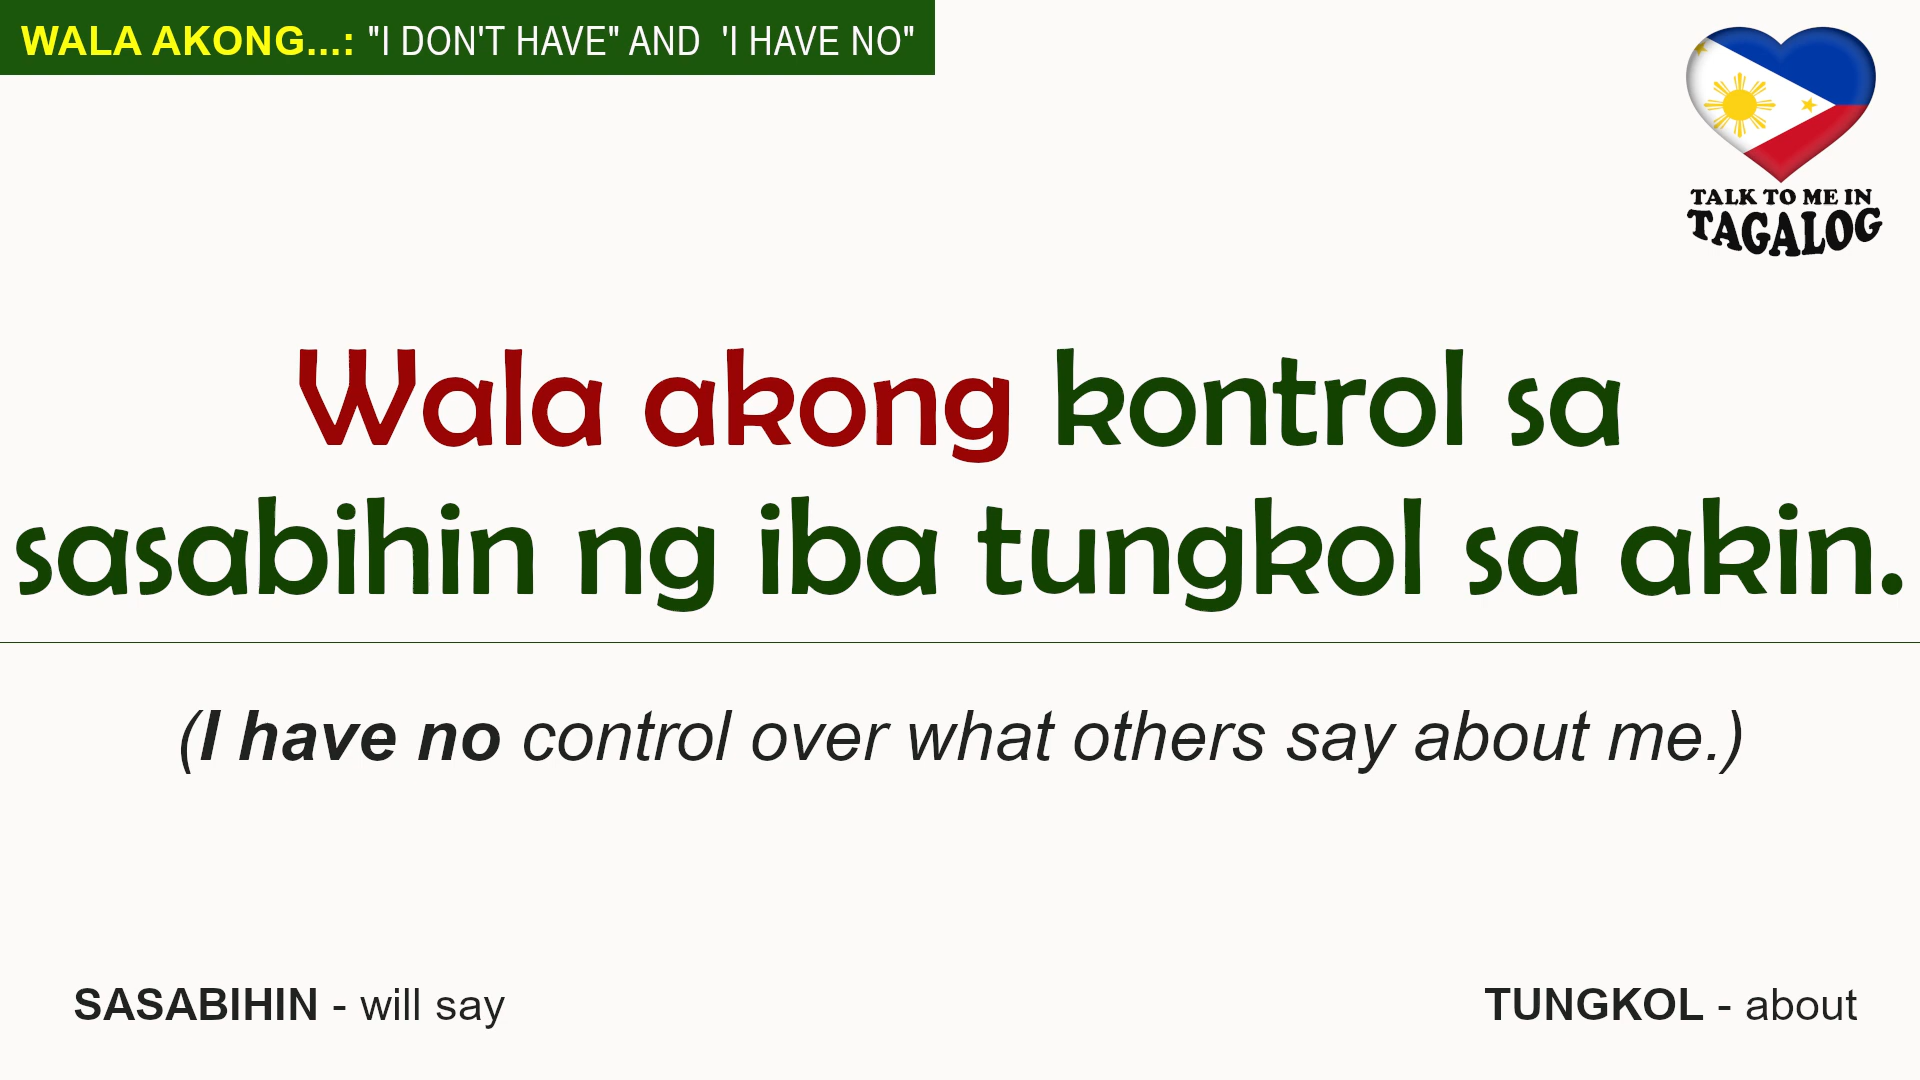 WALA AKONG...: "I DON'T HAVE" AND 'I HAVE NO"
TALK TO ME IN
TAGALOG
Wala akong kontrol sa
sasabihin ng iba tungkol sa akin.
(I have no control over what others say about me.)
SASABIHIN - will say
TUNGKOL - about